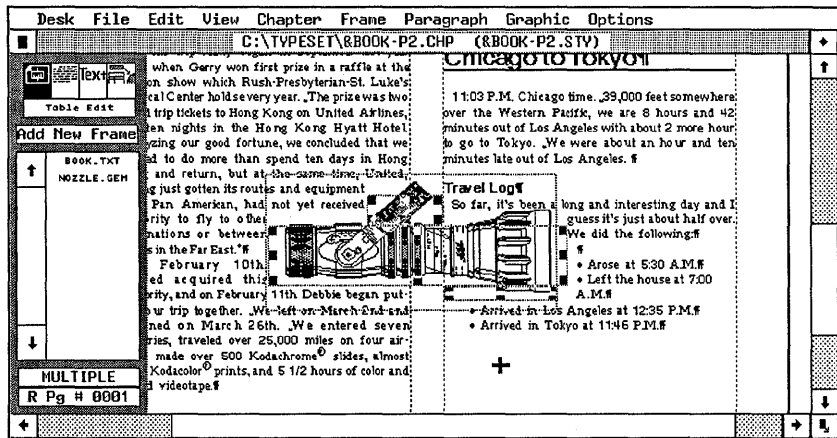 Desk File Edit View Chapter Frame Paragraph Graphic Options
C:\TYPESET\&BOOK-P2.CHP (&BOOK-P2.STY)
Text
Table Edit
Add New Frame
BOOK.TXT
NOZZLE.GEM
MULTIPLE
R Pg # 0001
when Gerry won first prize in a raffle at the
on show which Rush-Presbyterian-St. Luke's
cal Center holds every year. „The prize was two
trip tickets to Hong Kong on United Airlines,
ten nights in the Hong Kong Hyatt Hotel
yzing our good fortune, we concluded that we
ed to do more than spend ten days in Hong
and return, but at the same time, United,
g just gotten its routes and equipment
Pan American, had not yet received
rity to fly to other
nations or between
s in the Far East.*¶
February 10th
ed acquired this
rity, and on February 11th Debbie began put-
ur trip together. „We left on March 2nd and
ned on March 26th. „We entered seven
ries, traveled over 25,000 miles on four air-
made over 500 Kodachrome® slides, almost
Kodacolor® prints, and 5 1/2 hours of color and
d videotape.¶
Chicago to Tokyo¶
11:03 P.M. Chicago time. „39,000 feet somewhere
over the Western Pacific, we are 8 hours and 42
minutes out of Los Angeles with about 2 more hour
to go to Tokyo. „We were about an hour and ten
minutes late out of Los Angeles. ¶
Travel Log¶
So far, it's been a long and interesting day and I
guess it's just about half over.
We did the following:¶
¶
• Arose at 5:30 A.M.¶
• Left the house at 7:00
A.M.¶
• Arrived in Los Angeles at 12:35 P.M.¶
• Arrived in Tokyo at 11:46 P.M.¶